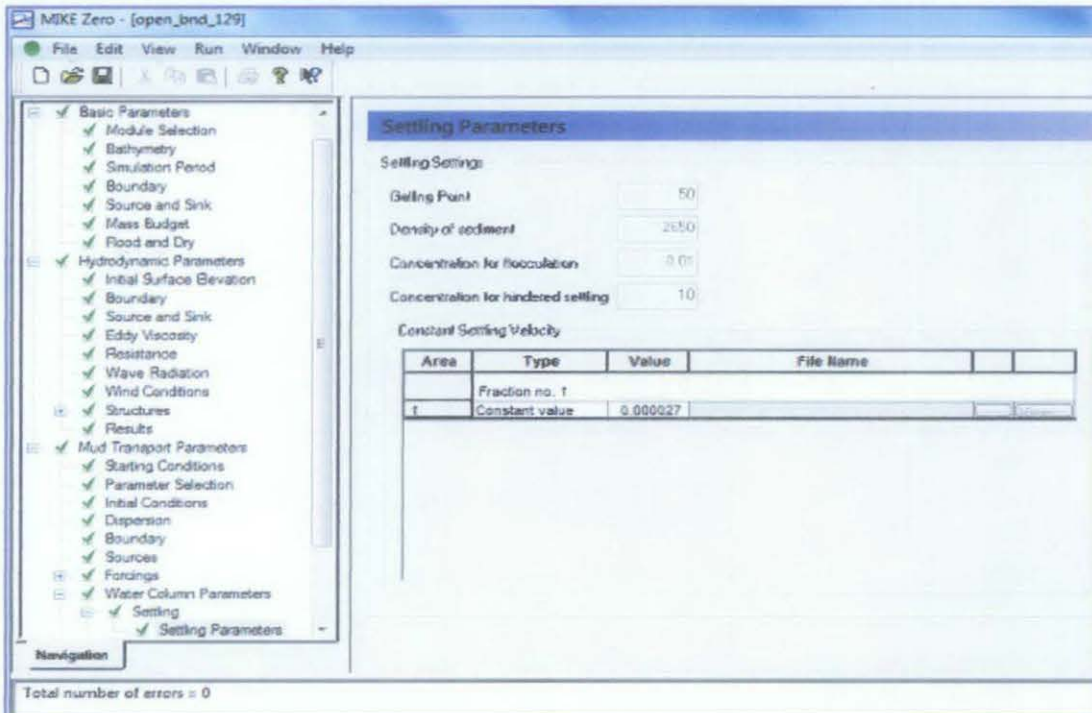 MIKE Zero - [open_bnd_129]
File Edit View Run Window Help
Basic Parameters
Module Selection
Bathymetry
Simulation Period
Boundary
Source and Sink
Mass Budget
Flood and Dry
Hydrodynamic Parameters
Initial Surface Elevation
Boundary
Source and Sink
Eddy Viscosity
Resistance
Wave Radiation
Wind Conditions
Structures
Results
Mud Transport Parameters
Starting Conditions
Parameter Selection
Initial Conditions
Dispersion
Boundary
Sources
Forcings
Water Column Parameters
Settling
Settling Parameters
Navigation
Settling Parameters
Settling Settings
Gelling Point 50
Density of sediment 2650
Concentration for flocculation 0.01
Concentration for hindered settling 10
Constant Settling Velocity
Area Type Value File Name
Fraction no. 1
1 Constant value 0.000027
Total number of errors = 0